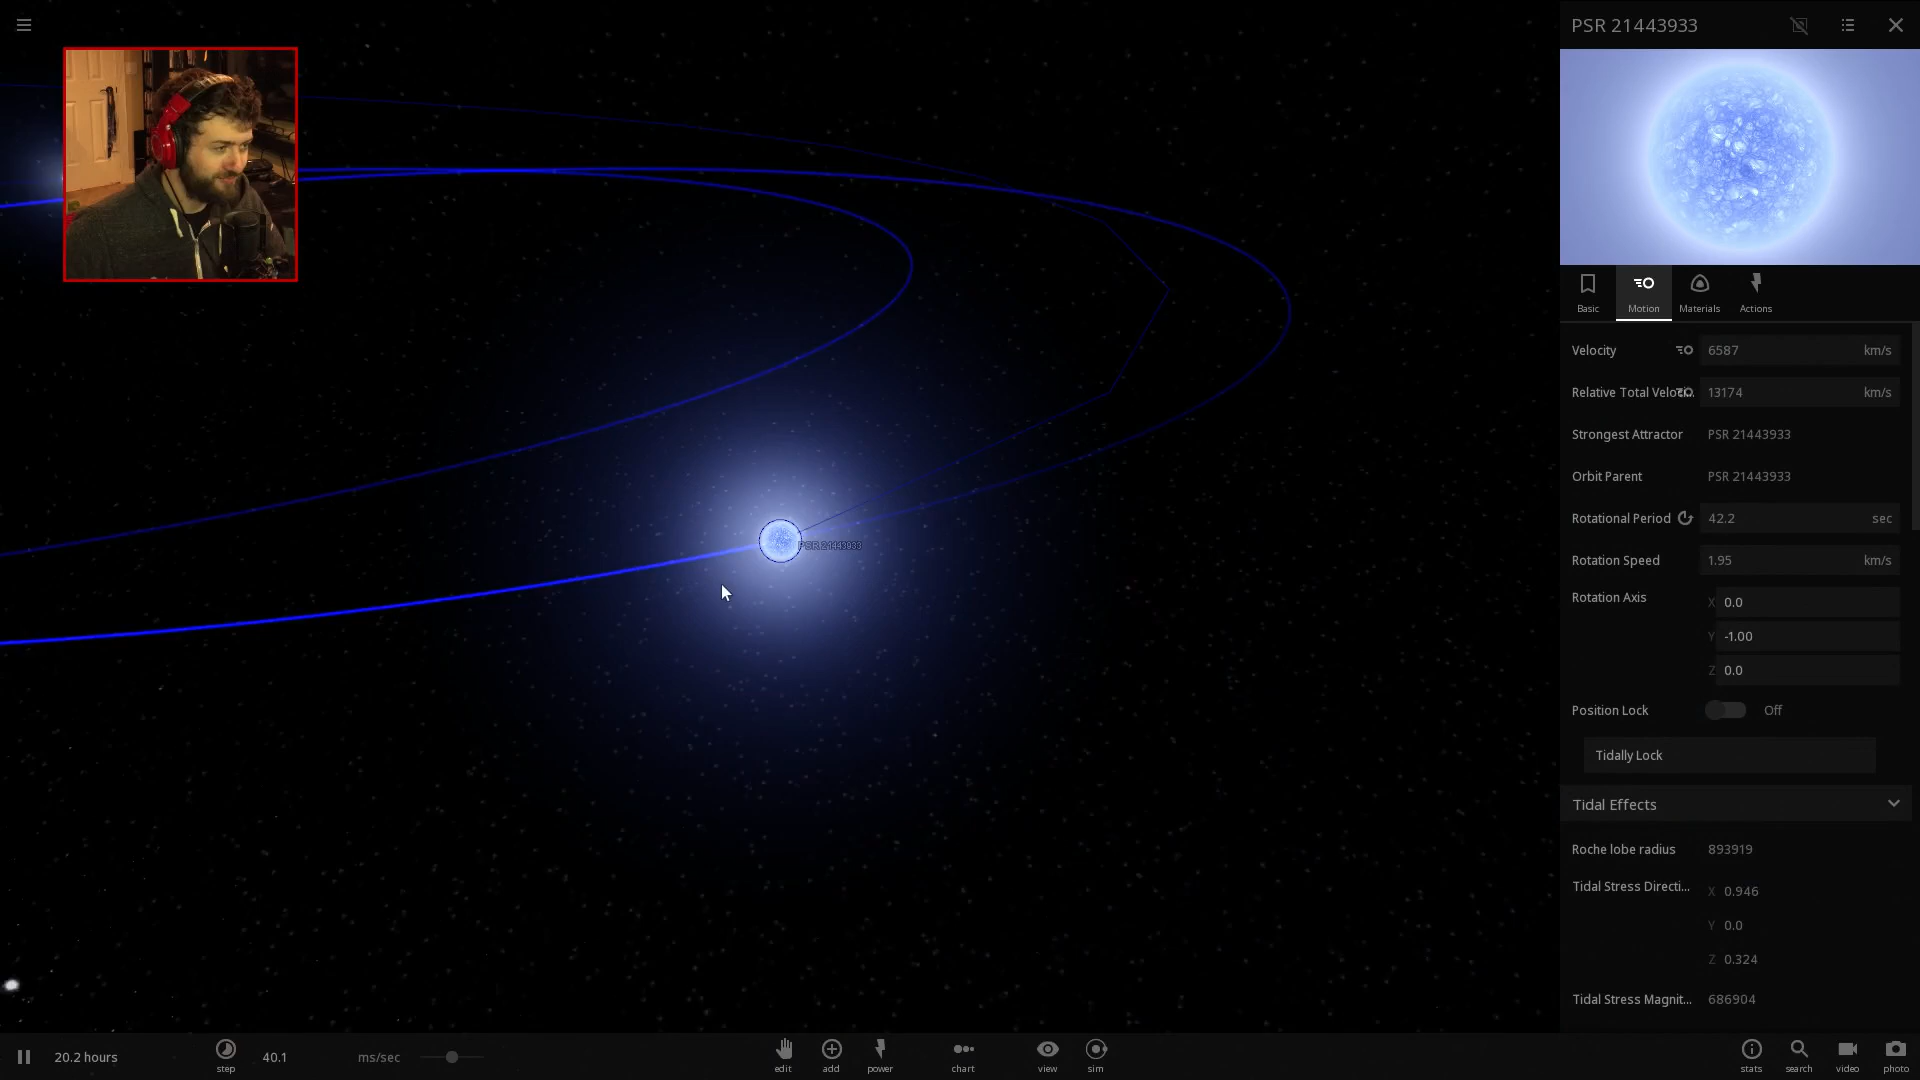 PSR 21443933
Basic
Motion
Materials
Actions
Velocity 6587 km/s
Relative Total Veloci... 13174 km/s
Strongest Attractor PSR 21443933
Orbit Parent PSR 21443933
Rotational Period 42.2 sec
Rotation Speed 1.95 km/s
Rotation Axis X 0.0
Y -1.00
Z 0.0
Position Lock Off
Tidally Lock
Tidal Effects
Roche lobe radius 893919
Tidal Stress Directi... X 0.946
Y 0.0
Z 0.324
Tidal Stress Magnit... 686904
PSR 21443933
20.2 hours
step
40.1 ms/sec
edit
add
power
chart
view
sim
stats
search
video
photo